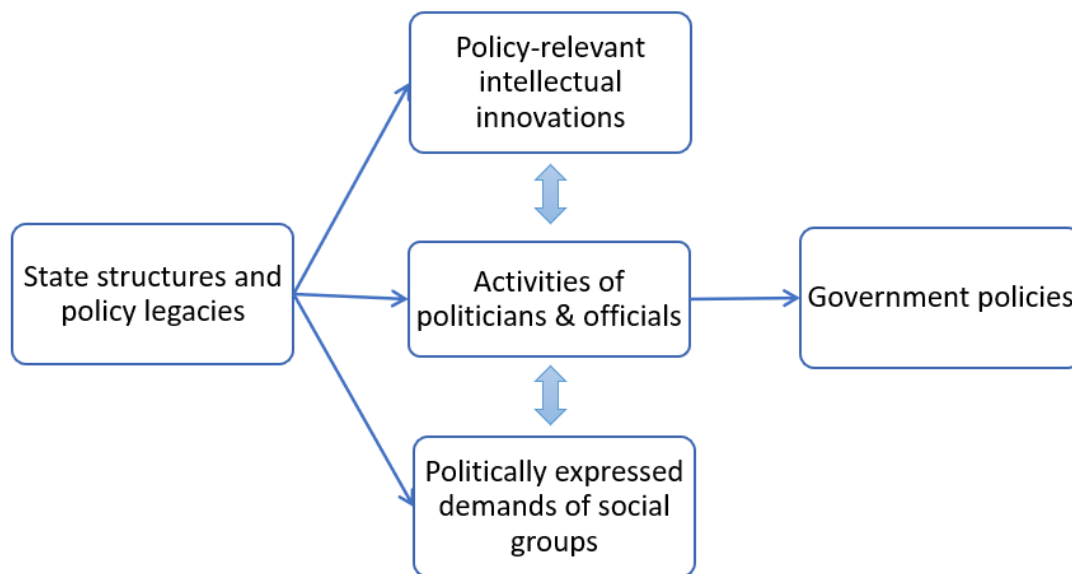 Policy-relevant
intellectual
innovations
State structures and
policy legacies
Activities of
politicians & officials
Government policies
Politically expressed
demands of social
groups